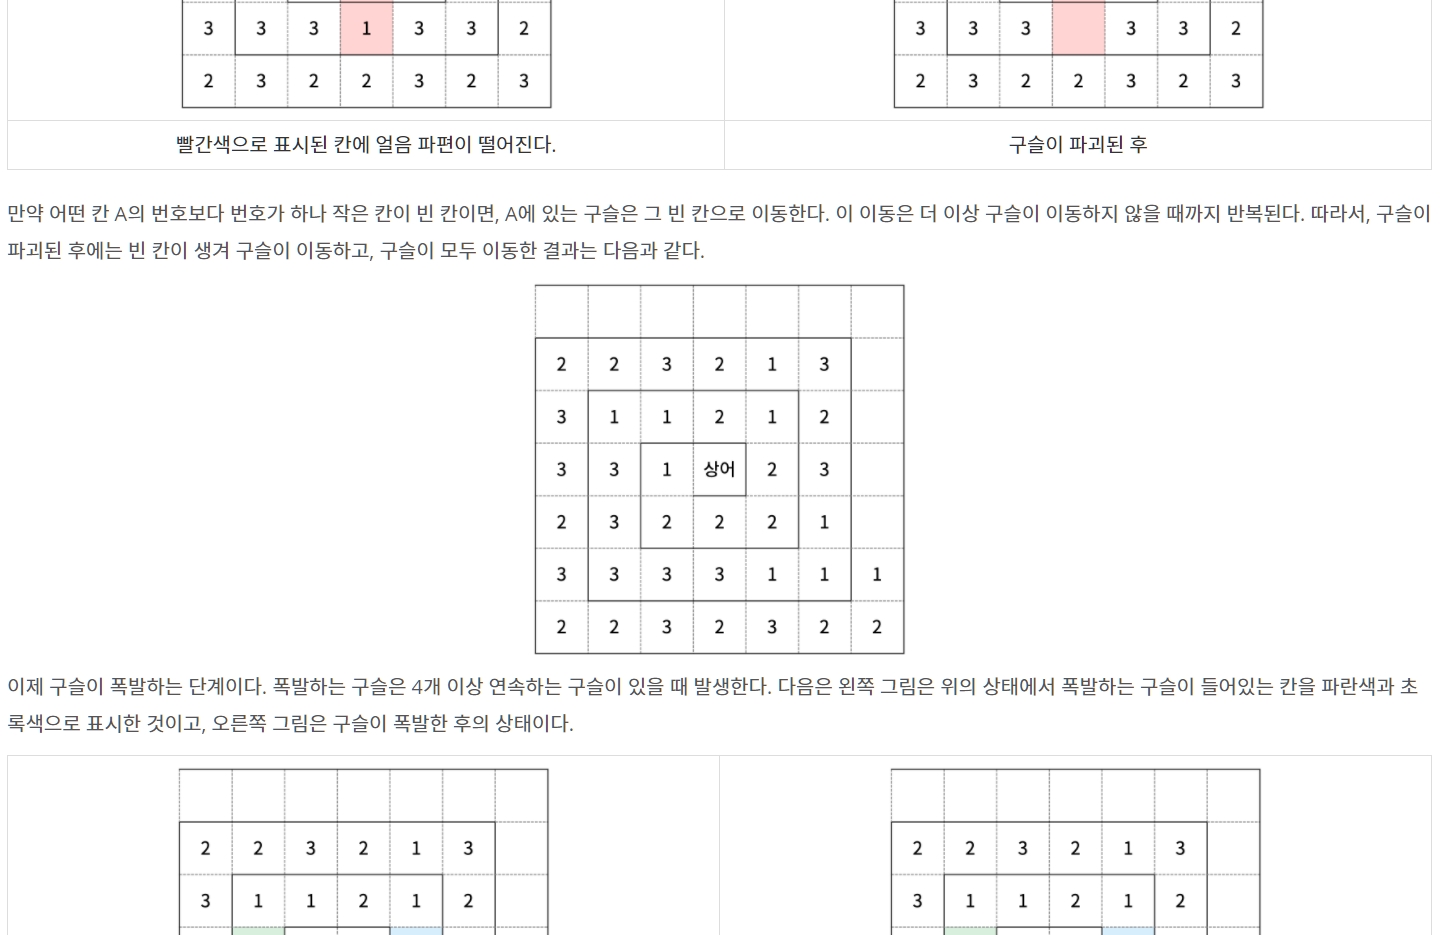 3 3 3 1 3 3 2
2 3 2 2 3 2 3
빨간색으로 표시된 칸에 얼음 파편이 떨어진다.
3 3 3 3 3 2
2 3 2 2 3 2 3
구슬이 파괴된 후
만약 어떤 칸 A의 번호보다 번호가 하나 작은 칸이 빈 칸이면, A에 있는 구슬은 그 빈 칸으로 이동한다. 이 이동은 더 이상 구슬이 이동하지 않을 때까지 반복된다. 따라서, 구슬이
파괴된 후에는 빈 칸이 생겨 구슬이 이동하고, 구슬이 모두 이동한 결과는 다음과 같다.
2 2 3 2 1 3
3 1 1 2 1 2
3 3 1 상어 2 3
2 3 2 2 2 1
3 3 3 3 1 1 1
2 2 3 2 3 2 2
이제 구슬이 폭발하는 단계이다. 폭발하는 구슬은 4개 이상 연속하는 구슬이 있을 때 발생한다. 다음은 왼쪽 그림은 위의 상태에서 폭발하는 구슬이 들어있는 칸을 파란색과 초
록색으로 표시한 것이고, 오른쪽 그림은 구슬이 폭발한 후의 상태이다.
2 2 3 2 1 3
3 1 1 2 1 2
2 2 3 2 1 3
3 1 1 2 1 2